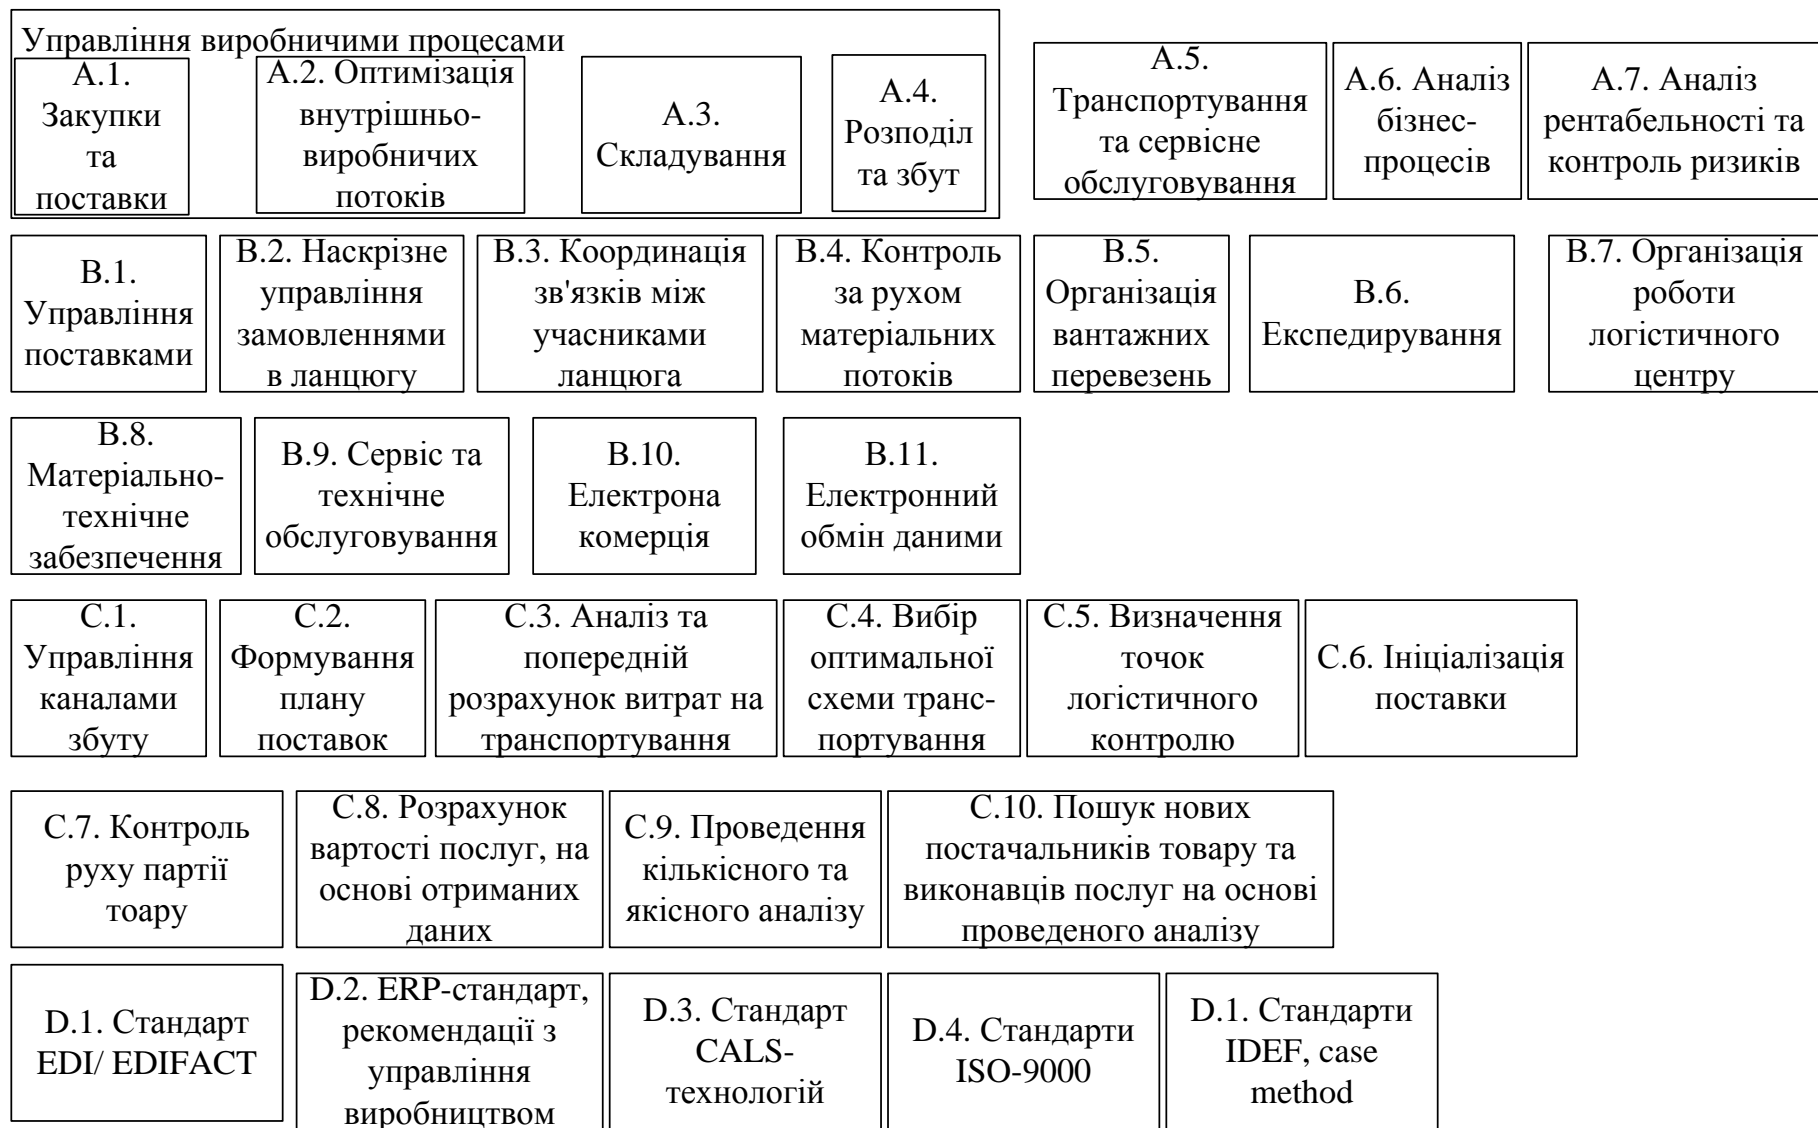 Управління виробничими процесами
А.1.
Закупки
та
поставки
А.2. Оптимізація
внутрішньо-
виробничих
потоків
А.3.
Складування
А.4.
Розподіл
та збут
А.5.
Транспортування
та сервісне
обслуговування
А.6. Аналіз
бізнес-
процесів
А.7. Аналіз
рентабельності та
контроль ризиків
В.1.
Управління
поставками
В.2. Наскрізне
управління
замовленнями
в ланцюгу
В.3. Координація
зв'язків між
учасниками
ланцюга
В.4. Контроль
за рухом
матеріальних
потоків
В.5.
Організація
вантажних
перевезень
В.6.
Експедирування
В.7. Організація
роботи
логістичного
центру
В.8.
Матеріально-
технічне
забезпечення
В.9. Сервіс та
технічне
обслуговування
В.10.
Електрона
комерція
В.11.
Електронний
обмін даними
С.1.
Управління
каналами
збуту
С.2.
Формування
плану
поставок
С.3. Аналіз та
попередній
розрахунок витрат на
транспортування
С.4. Вибір
оптимальної
схеми транс-
портування
С.5. Визначення
точок
логістичного
контролю
С.6. Ініціалізація
поставки
С.7. Контроль
руху партії
тоару
С.8. Розрахунок
вартості послуг, на
основі отриманих
даних
С.9. Проведення
кількісного та
якісного аналізу
С.10. Пошук нових
постачальників товару та
виконавців послуг на основі
проведеного аналізу
D.1. Стандарт
EDI/ EDIFACT
D.2. ERP-стандарт,
рекомендації з
управління
виробництвом
D.3. Стандарт
CALS-
технологій
D.4. Стандарти
ISO-9000
D.1. Стандарти
IDEF, case
method